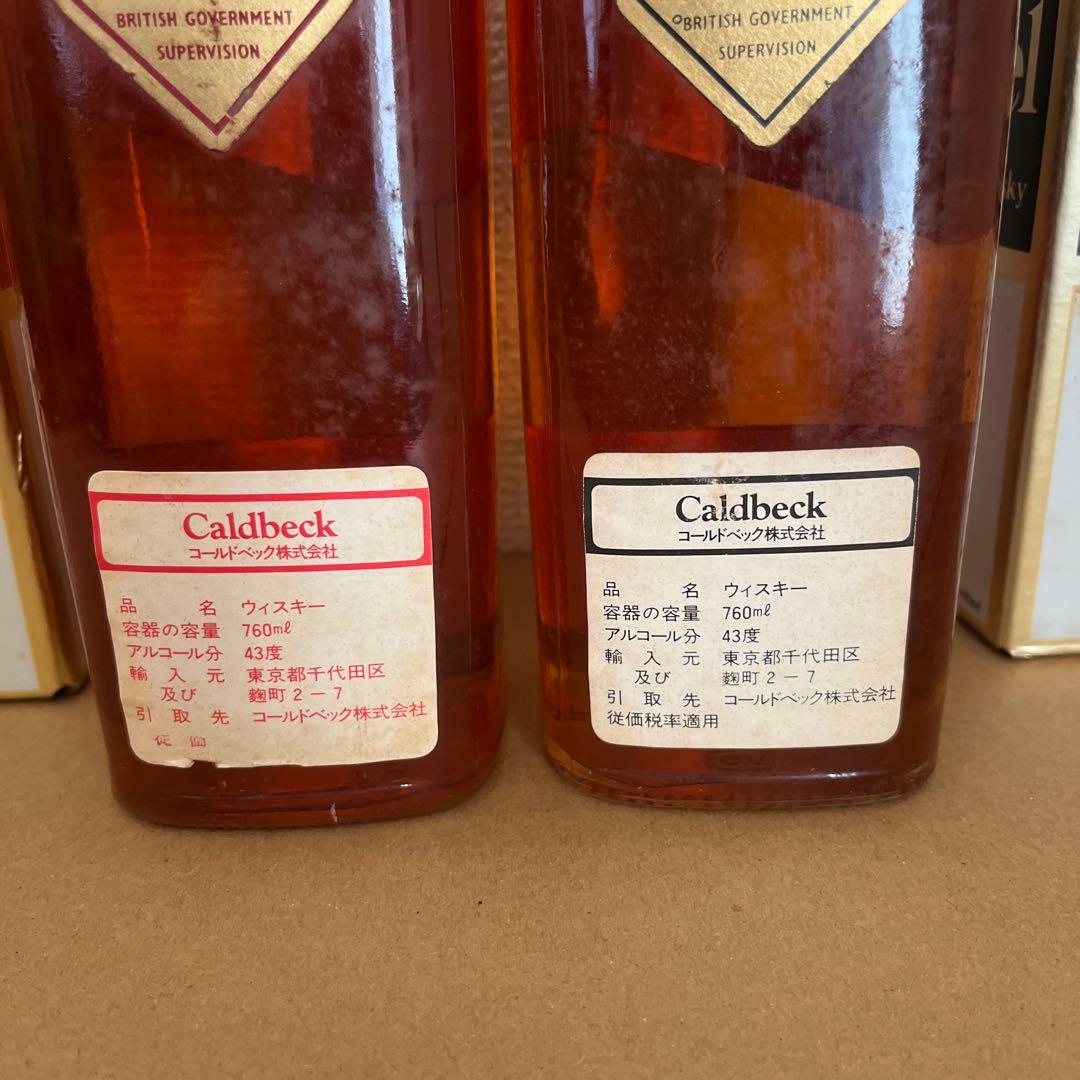 BRITISH GOVERNMENT
SUPERVISION
BRITISH GOVERNMENT
SUPERVISION
el
sky
Caldbeck
コールドベック株式会社
品名 ウィスキー
容器の容量 760mℓ
アルコール分 43度
輸入元 東京都千代田区
及び 麴町2-7
引取先 コールドベック株式会社
従価
Caldbeck
コールドベック株式会社
品名 ウィスキー
容器の容量 760mℓ
アルコール分 43度
輸入元 東京都千代田区
及び 麴町2-7
引取先 コールドベック株式会社
従価税率適用